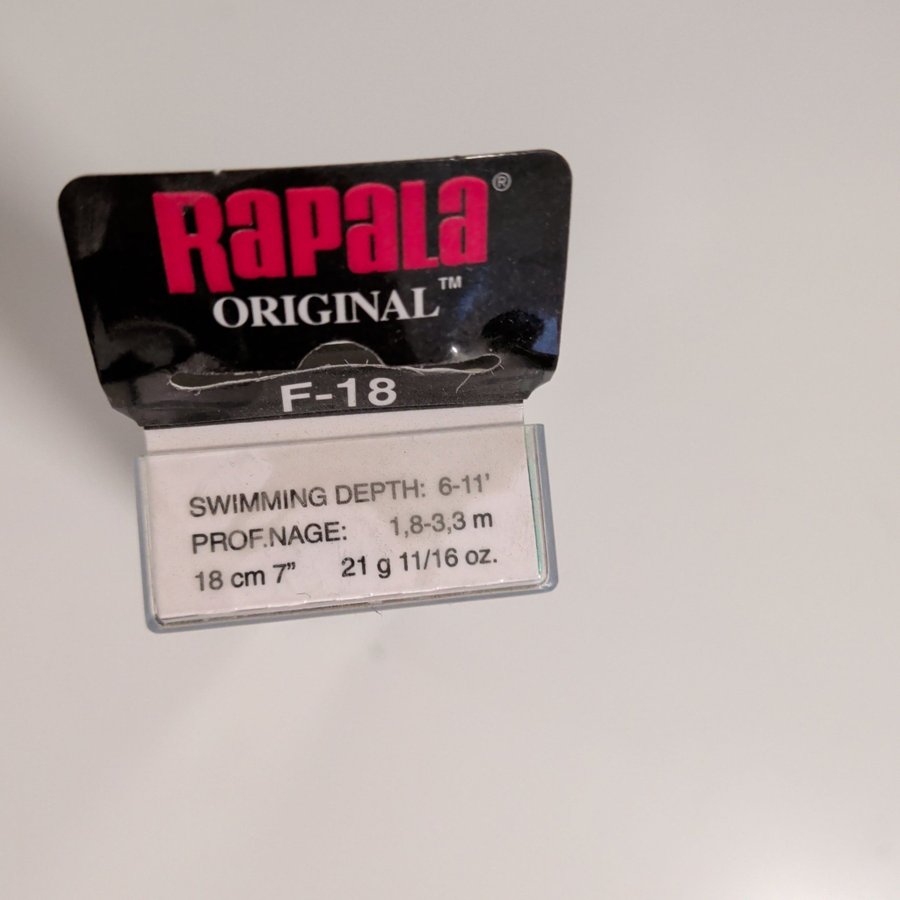 RAPALA®
ORIGINAL™
F-18
SWIMMING DEPTH: 6-11'
PROF.NAGE: 1,8-3,3 m
18 cm 7” 21 g 11/16 oz.